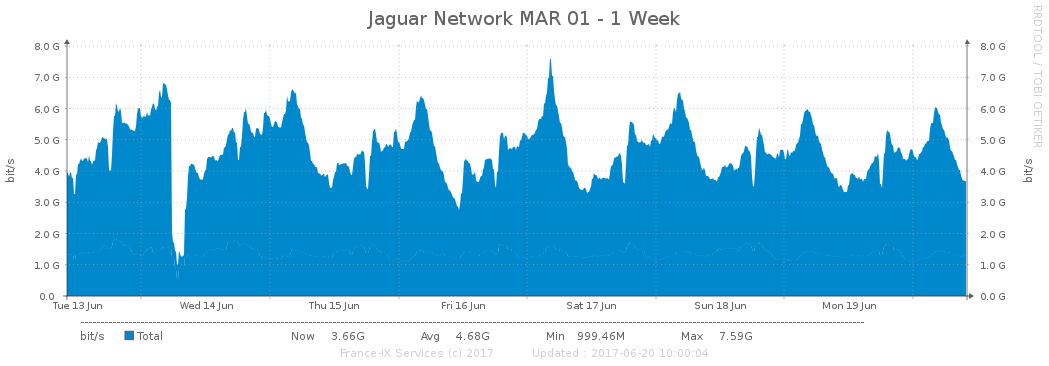 Jaguar Network MAR 01 - 1 Week
RRDTOOL / TOBI OETIKER
bit/s
8.0 G 8.0 G
7.0 G 7.0 G
6.0 G 6.0 G
5.0 G 5.0 G
4.0 G 4.0 G
3.0 G 3.0 G
2.0 G 2.0 G
1.0 G 1.0 G
0.0 0.0 G
bit/s
Tue 13 Jun Wed 14 Jun Thu 15 Jun Fri 16 Jun Sat 17 Jun Sun 18 Jun Mon 19 Jun
bit/s Total Now 3.66G Avg 4.68G Min 999.46M Max 7.59G
France-IX Services (c) 2017 Updated : 2017-06-20 10:00:04